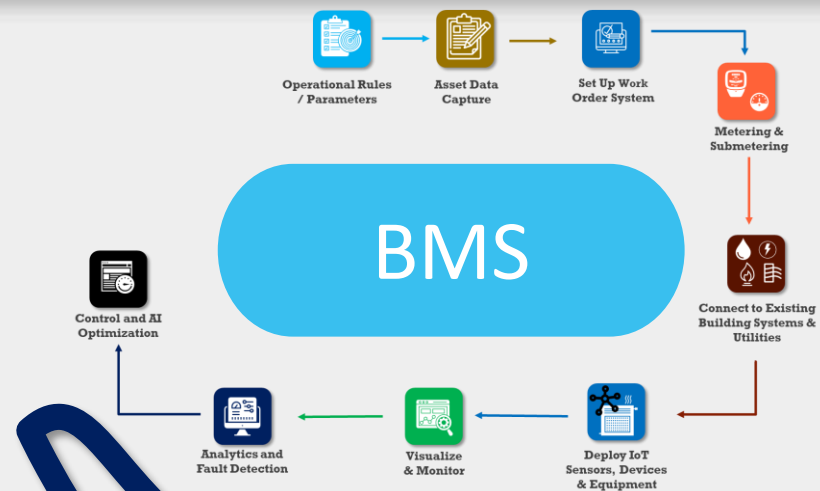 Operational Rules
/ Parameters
Asset Data
Capture
Set Up Work
Order System
Metering &
Submetering
BMS
Connect to Existing
Building Systems &
Utilities
Deploy IoT
Sensors, Devices
& Equipment
Visualize
& Monitor
Analytics and
Fault Detection
Control and AI
Optimization